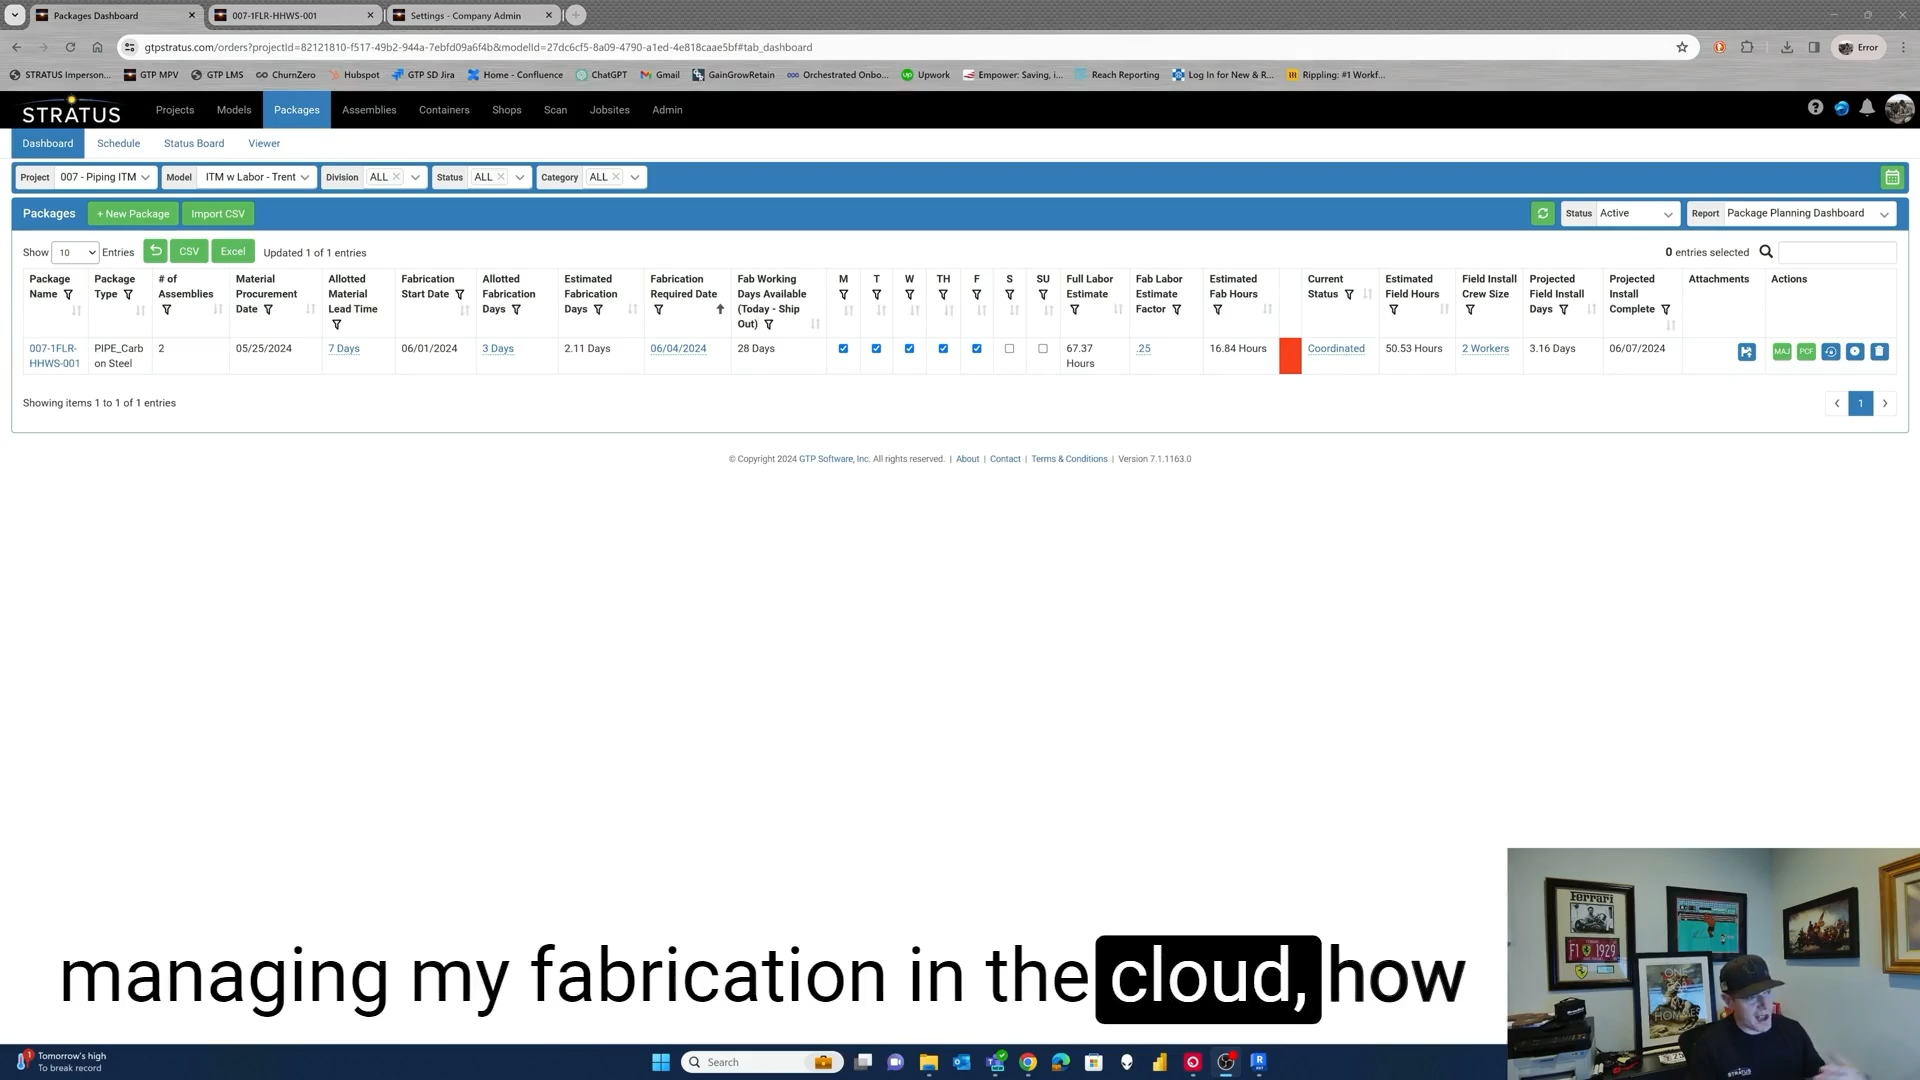 Packages Dashboard
007-1FLR-HHWS-001
Settings - Company Admin
gtpstratus.com/orders?projectId=82121810-f517-49b2-944a-7ebfd09a6f4b&modelId=27dc6cf5-8a09-4790-a1ed-4e818caae5bf#tab_dashboard
Error
STRATUS Imperson...
GTP MPV
GTP LMS
ChurnZero
Hubspot
GTP SD Jira
Home - Confluence
ChatGPT
Gmail
GainGrowRetain
Orchestrated Onbo...
Upwork
Empower: Saving, i...
Reach Reporting
Log In for New & R...
Rippling: #1 Workf...
STRATUS
Projects
Models
Packages
Assemblies
Containers
Shops
Scan
Jobsites
Admin
Dashboard
Schedule
Status Board
Viewer
Project 007 - Piping ITM
Model ITM w Labor - Trent
Division ALL
Status ALL
Category ALL
Packages
+ New Package
Import CSV
Status Active
Report Package Planning Dashboard
Show 10 Entries
CSV
Excel
Updated 1 of 1 entries
0 entries selected
Package
Name
Package
Type
# of
Assemblies
Material
Procurement
Date
Allotted
Material
Lead Time
Fabrication
Start Date
Allotted
Fabrication
Days
Estimated
Fabrication
Days
Fabrication
Required Date
Fab Working
Days Available
(Today - Ship
Out)
M
T
W
TH
F
S
SU
Full Labor
Estimate
Fab Labor
Estimate
Factor
Estimated
Fab Hours
Current
Status
Estimated
Field Hours
Field Install
Crew Size
Projected
Field Install
Days
Projected
Install
Complete
Attachments
Actions
007-1FLR-
HHWS-001
PIPE_Carb
on Steel
2
05/25/2024
7 Days
06/01/2024
3 Days
2.11 Days
06/04/2024
28 Days
67.37
Hours
.25
16.84 Hours
Coordinated
50.53 Hours
2 Workers
3.16 Days
06/07/2024
MAJ
PCF
Showing items 1 to 1 of 1 entries
1
© Copyright 2024 GTP Software, Inc. All rights reserved. | About | Contact | Terms & Conditions | Version 7.1.1163.0
managing my fabrication in the cloud, how
Ferrari
F1 1929
ONE
HOMMES
STRATUS
1
Tomorrow's high
To break record
Search